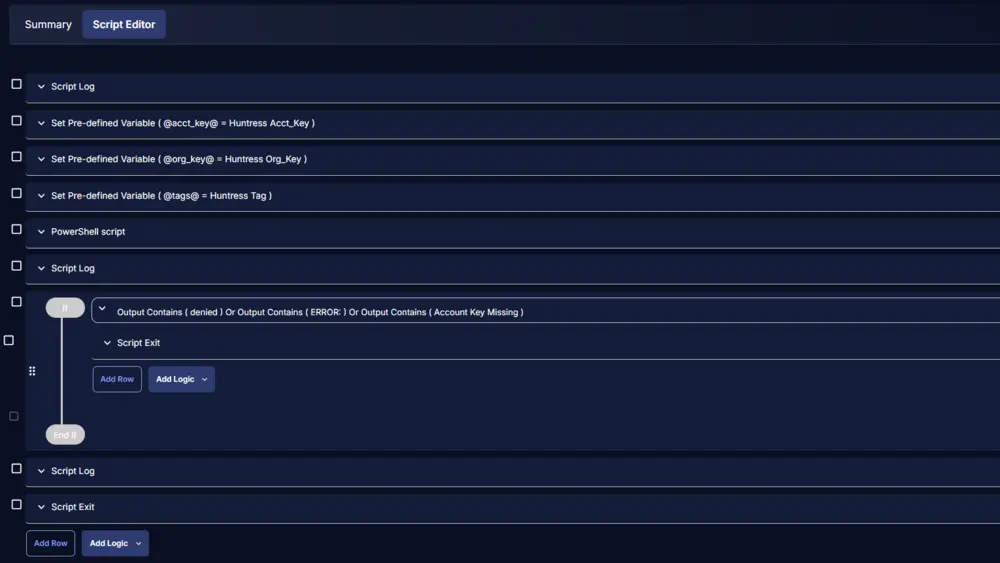 Summary
Script Editor
Script Log
Set Pre-defined Variable ( @acct_key@ = Huntress Acct_Key )
Set Pre-defined Variable ( @org_key@ = Huntress Org_Key )
Set Pre-defined Variable ( @tags@ = Huntress Tag )
PowerShell script
Script Log
If
Output Contains ( denied ) Or Output Contains ( ERROR: ) Or Output Contains ( Account Key Missing )
Script Exit
Add Row
Add Logic
End If
Script Log
Script Exit
Add Row
Add Logic